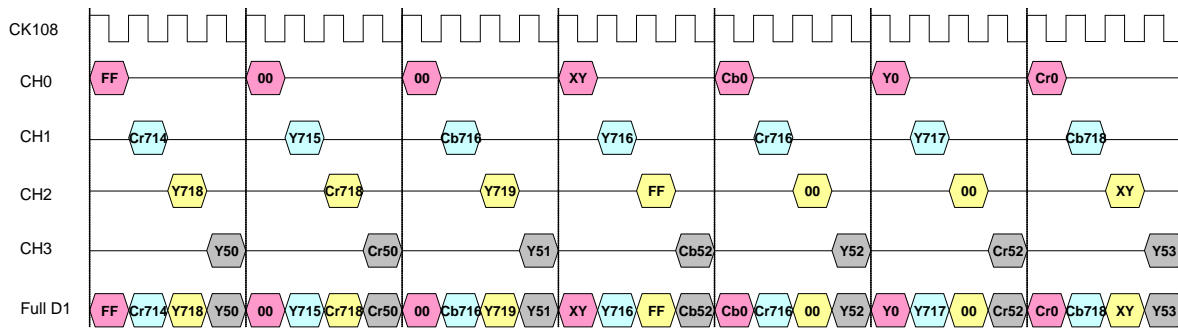 CK108
CH0 FF 00 00 XY Cb0 Y0 Cr0
CH1 Cr714 Y715 Cb716 Y716 Cr716 Y717 Cb718
CH2 Y718 Cr718 Y719 FF 00 00 XY
CH3 Y50 Cr50 Y51 Cb52 Y52 Cr52 Y53
Full D1 FF Cr714 Y718 Y50 00 Y715 Cr718 Cr50 00 Cb716 Y719 Y51 XY Y716 FF Cb52 Cb0 Cr716 00 Y52 Y0 Y717 00 Cr52 Cr0 Cb718 XY Y53